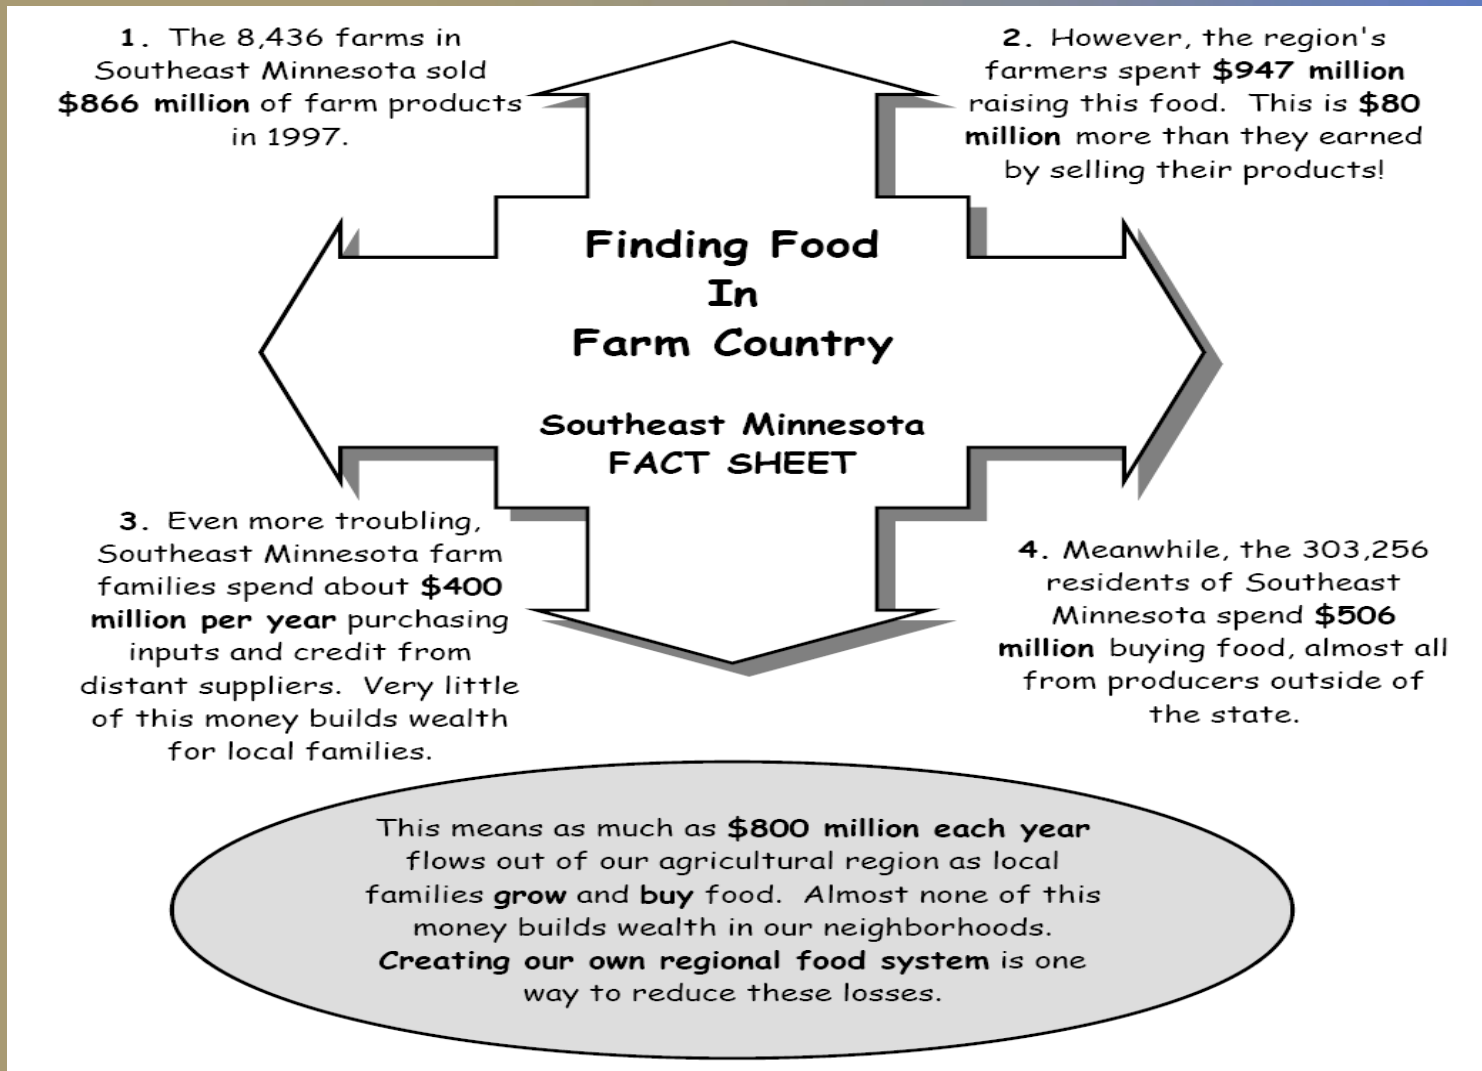 1. The 8,436 farms in
Southeast Minnesota sold
$866 million of farm products
in 1997.
2. However, the region's
farmers spent $947 million
raising this food. This is $80
million more than they earned
by selling their products!
Finding Food
In
Farm Country
Southeast Minnesota
FACT SHEET
3. Even more troubling,
Southeast Minnesota farm
families spend about $400
million per year purchasing
inputs and credit from
distant suppliers. Very little
of this money builds wealth
for local families.
4. Meanwhile, the 303,256
residents of Southeast
Minnesota spend $506
million buying food, almost all
from producers outside of
the state.
This means as much as $800 million each year
flows out of our agricultural region as local
families grow and buy food. Almost none of this
money builds wealth in our neighborhoods.
Creating our own regional food system is one
way to reduce these losses.